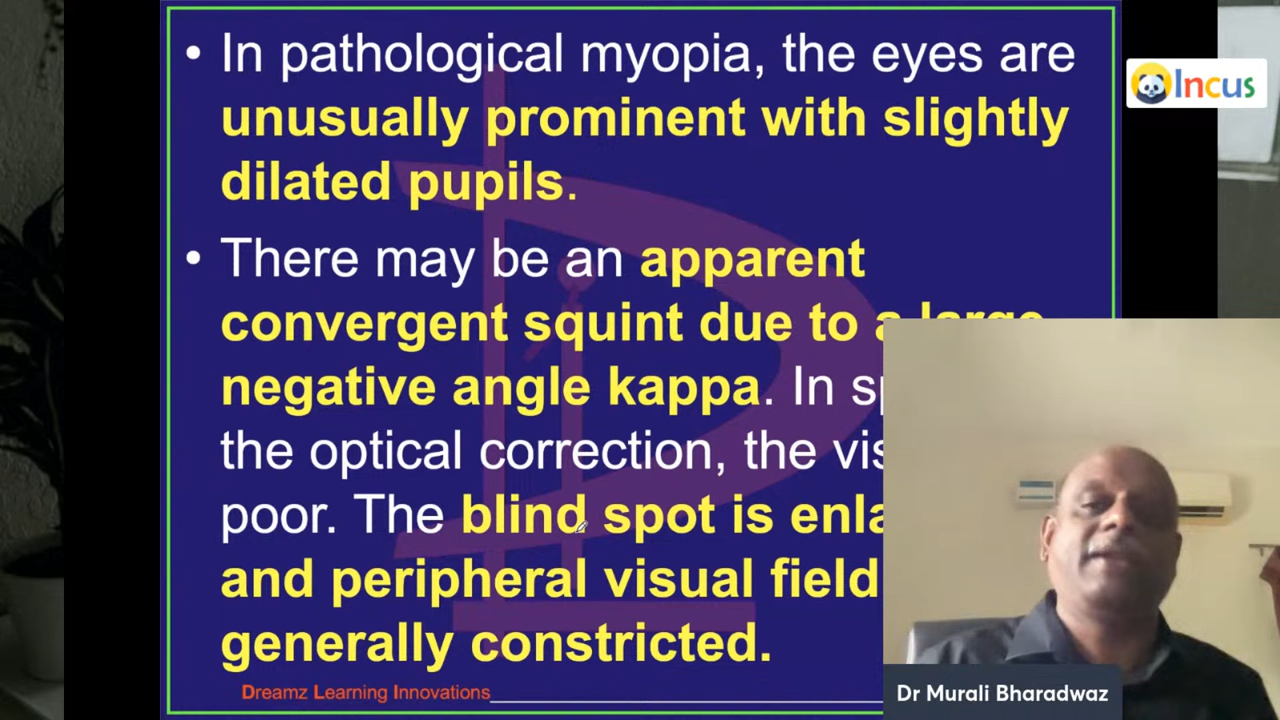 • In pathological myopia, the eyes are
unusually prominent with slightly
dilated pupils.
• There may be an apparent
convergent squint due to a large
negative angle kappa. In
the optical correction, the
poor. The blind spot is
and peripheral visual field
generally constricted.
Dreamz Learning Innovations
Incus
Dr Murali Bharadwaz